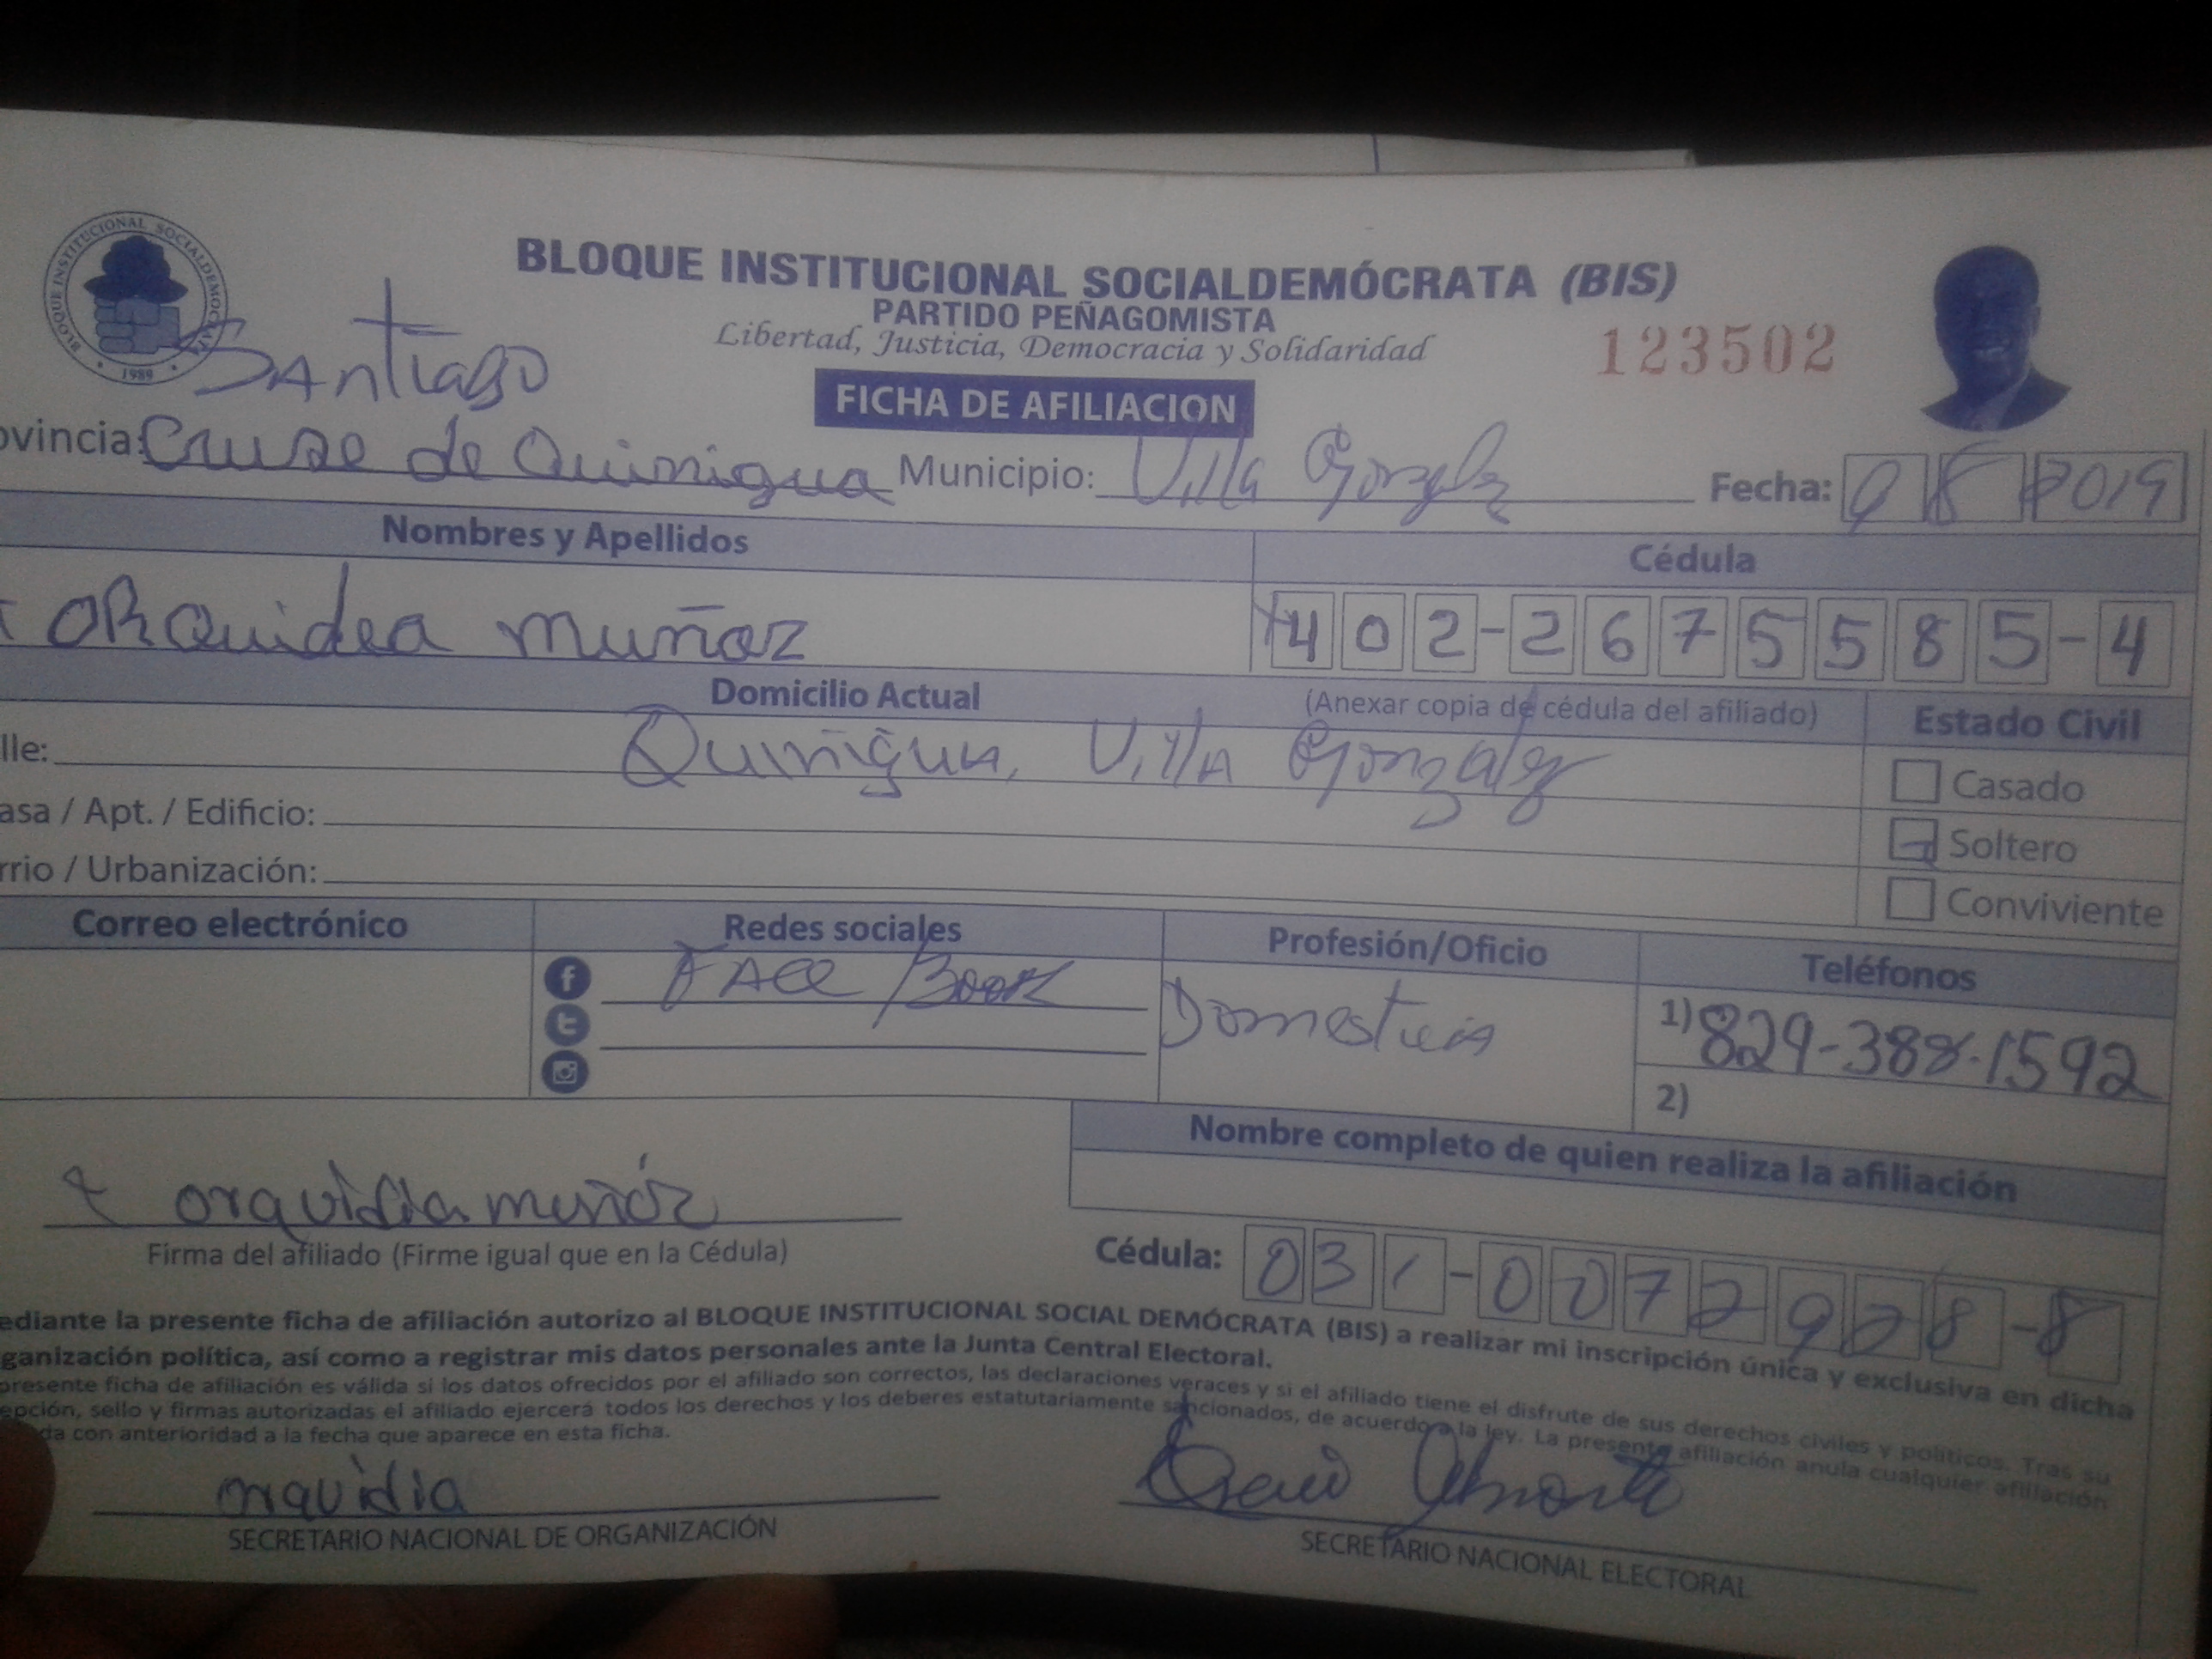 BLOQUE INSTITUCIONAL SOCIALDEMOCRATA
1989
BLOQUE INSTITUCIONAL SOCIALDEMÓCRATA (BIS)
PARTIDO PEÑAGOMISTA
Libertad, Justicia, Democracia y Solidaridad
123502
SANTIAGO
FICHA DE AFILIACION
ovincia: Cruse de Quinigua Municipio: Villa Gonzalez Fecha: 9 8 2019
Nombres y Apellidos Cédula
ORquidea muñoz 402-2675585-4
Domicilio Actual (Anexar copia de cédula del afiliado) Estado Civil
lle: Quinigua, Villa Gonzalez
Casado
asa / Apt. / Edificio:
Soltero
rrio / Urbanización:
Conviviente
Correo electrónico Redes sociales Profesión/Oficio Teléfonos
FACE Book Domestica 1) 829-388-1592
2)
Nombre completo de quien realiza la afiliación
orquidia muñóz
Firma del afiliado (Firme igual que en la Cédula)
Cédula: 031-0072928-8
ediante la presente ficha de afiliación autorizo al BLOQUE INSTITUCIONAL SOCIAL DEMÓCRATA (BIS) a realizar mi inscripción única y exclusiva en dicha
ganización política, así como a registrar mis datos personales ante la Junta Central Electoral.
presente ficha de afiliación es válida si los datos ofrecidos por el afiliado son correctos, las declaraciones veraces y si el afiliado tiene el disfrute de sus derechos civiles y políticos. Tras su
epción, sello y firmas autorizadas el afiliado ejercerá todos los derechos y los deberes estatutariamente sancionados, de acuerdo a la ley. La presente afiliación anula cualquier afiliación
da con anterioridad a la fecha que aparece en esta ficha.
orquidia
SECRETARIO NACIONAL DE ORGANIZACIÓN
SECRETARIO NACIONAL ELECTORAL